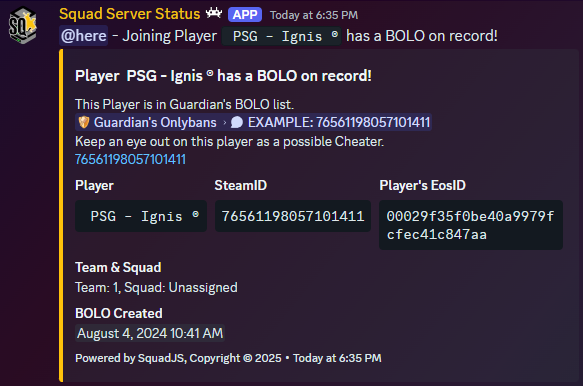 SQ
Squad Server Status APP Today at 6:35 PM
@here - Joining Player PSG - Ignis ® has a BOLO on record!
Player PSG - Ignis ® has a BOLO on record!
This Player is in Guardian's BOLO list.
Guardian's Onlybans › EXAMPLE: 76561198057101411
Keep an eye out on this player as a possible Cheater.
76561198057101411
Player SteamID Player's EosID
PSG - Ignis ® 76561198057101411 00029f35f0be40a9979f
cfec41c847aa
Team & Squad
Team: 1, Squad: Unassigned
BOLO Created
August 4, 2024 10:41 AM
Powered by SquadJS, Copyright © 2025 • Today at 6:35 PM